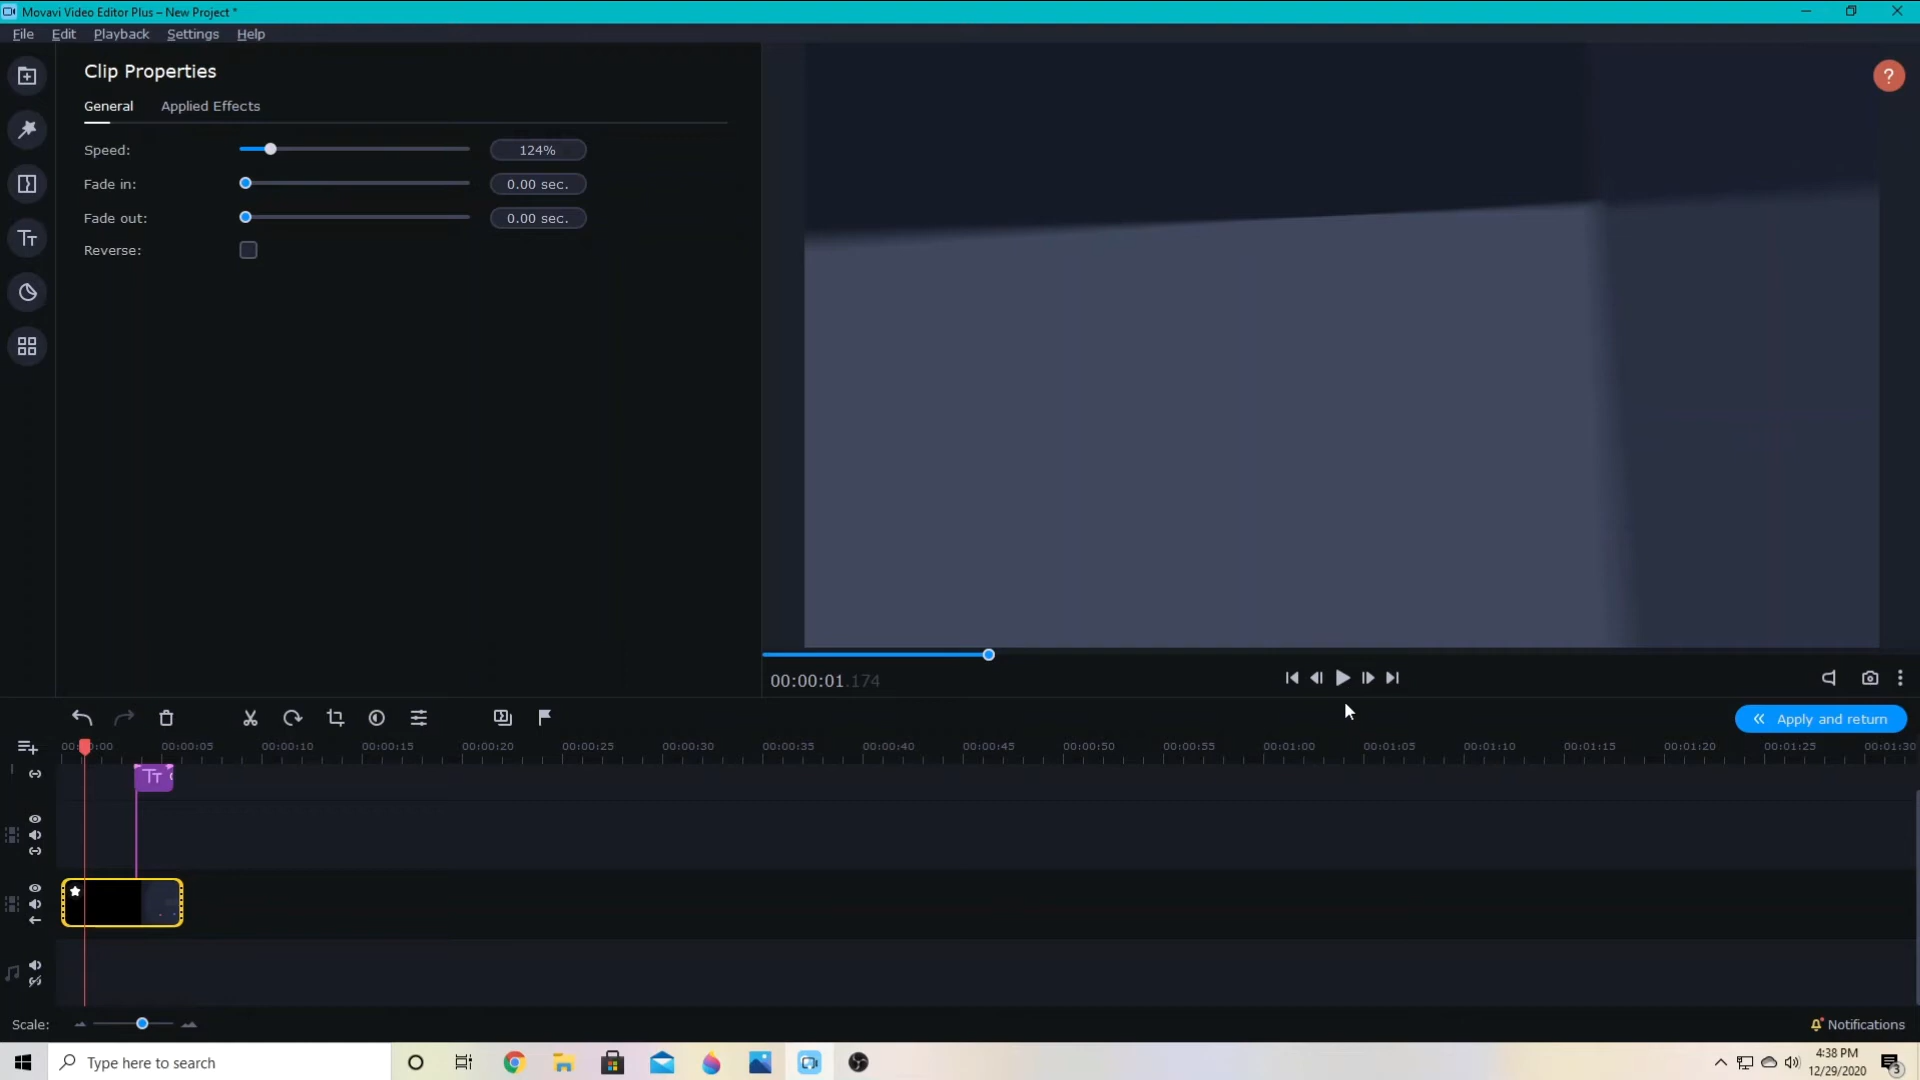 Movavi Video Editor Plus – New Project *
File Edit Playback Settings Help
Clip Properties
General Applied Effects
Speed: 124%
Fade in: 0.00 sec.
Fade out: 0.00 sec.
Reverse:
?
00:00:01.174
Apply and return
00:00:05 00:00:10 00:00:15 00:00:20 00:00:25 00:00:30 00:00:35 00:00:40 00:00:45 00:00:50 00:00:55 00:01:00 00:01:05 00:01:10 00:01:15 00:01:20 00:01:25 00:01:30
Scale:
Notifications
Type here to search
4:38 PM
12/29/2020
3